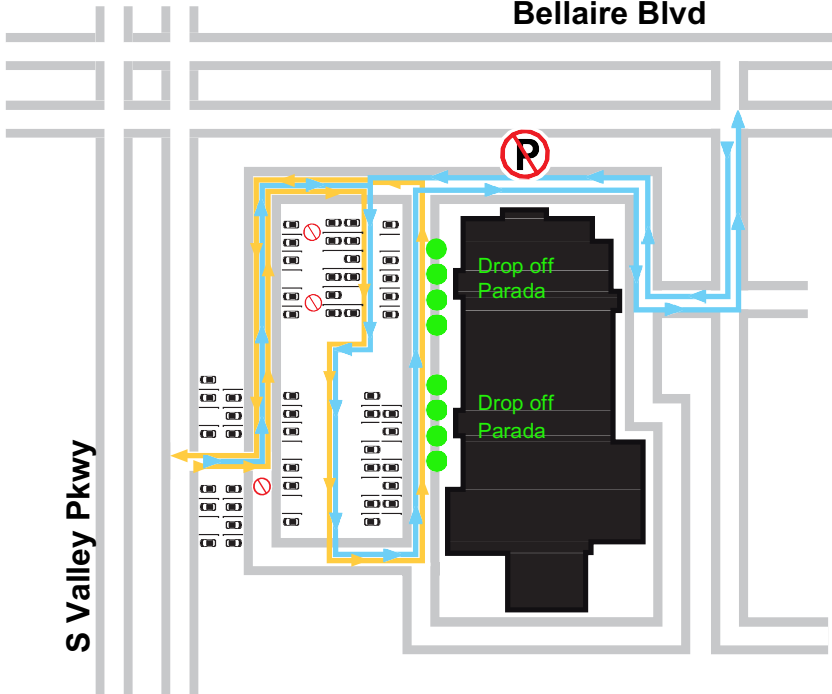 Bellaire Blvd
P
Drop off
Parada
Drop off
Parada
S Valley Pkwy